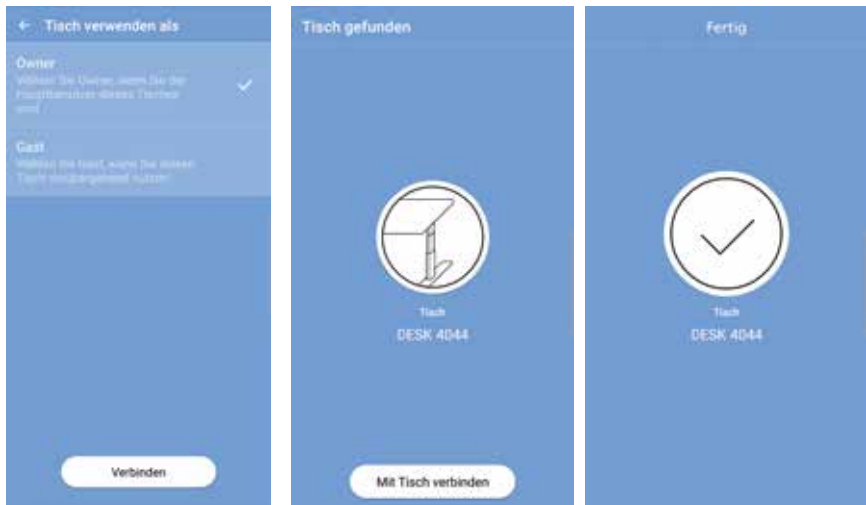 ← Tisch verwenden als
Owner
Wählen Sie Owner, wenn Sie der
Hauptbenutzer dieses Tisches
sind
Gast
Wählen Sie Gast, wenn Sie diesen
Tisch vorübergehend nutzen
Verbinden
Tisch gefunden
Tisch
DESK 4044
Mit Tisch verbinden
Fertig
Tisch
DESK 4044